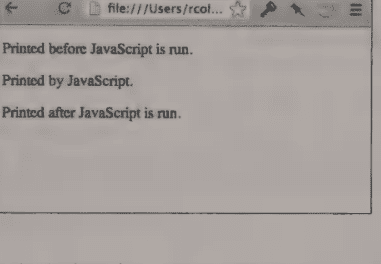 file:///Users/rcol...
Printed before JavaScript is run.
Printed by JavaScript.
Printed after JavaScript is run.